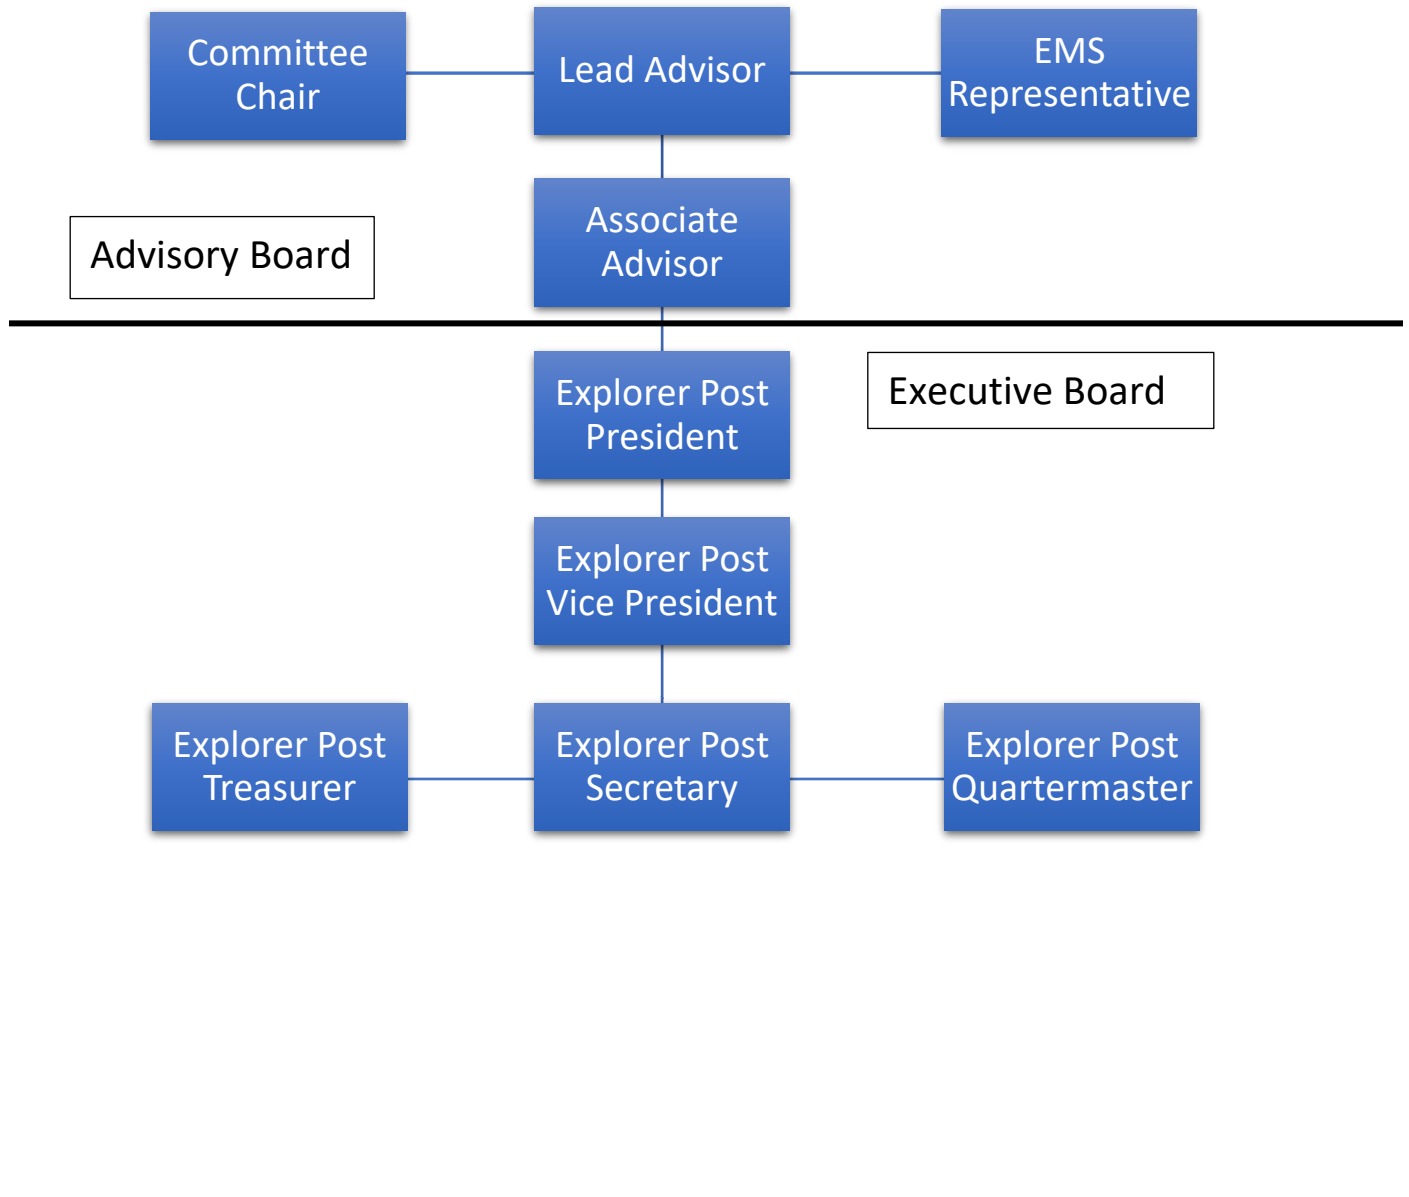 Committee
Chair
Lead Advisor
EMS
Representative
Associate
Advisor
Advisory Board
Explorer Post
President
Executive Board
Explorer Post
Vice President
Explorer Post
Treasurer
Explorer Post
Secretary
Explorer Post
Quartermaster